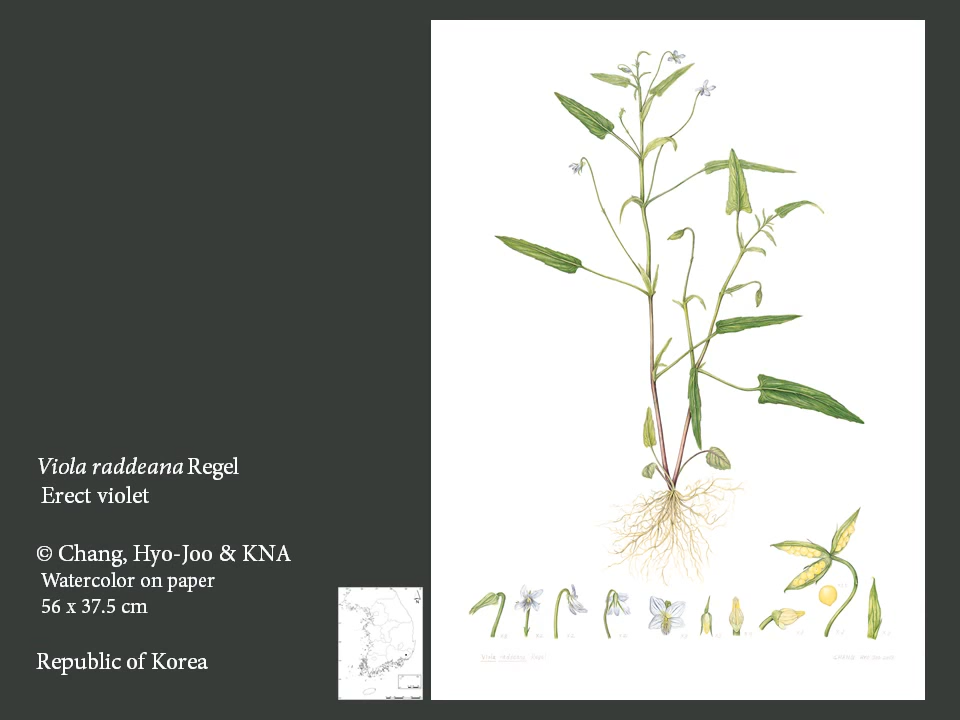 Viola raddeana Regel
Erect violet
© Chang, Hyo-Joo & KNA
Watercolor on paper
56 x 37.5 cm
Republic of Korea